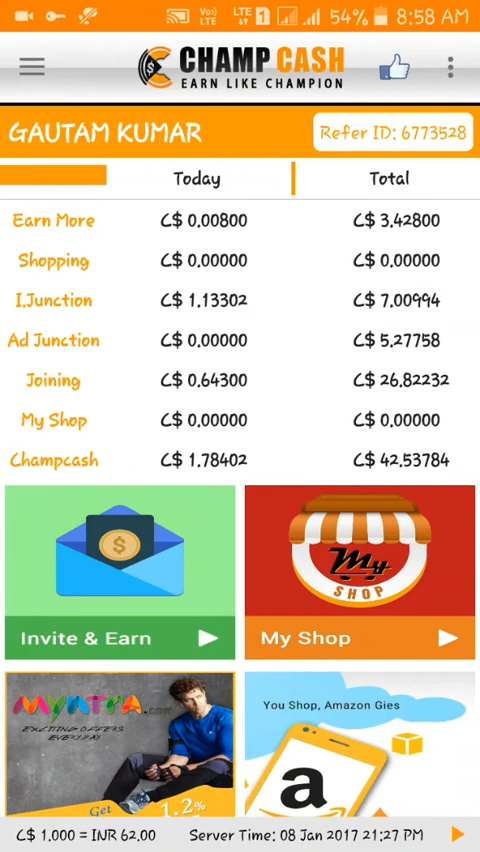 Vo)) LTE LTE 1 54% 8:58 AM
CHAMP CASH
EARN LIKE CHAMPION
GAUTAM KUMAR Refer ID: 6773528
Today Total
Earn More C$ 0.00800 C$ 3.42800
Shopping C$ 0.00000 C$ 0.00000
I.Junction C$ 1.13302 C$ 7.00994
Ad Junction C$ 0.00000 C$ 5.27758
Joining C$ 0.64300 C$ 26.82232
My Shop C$ 0.00000 C$ 0.00000
Champcash C$ 1.78402 C$ 42.53784
$
My
SHOP
Invite & Earn
My Shop
Myntra.com
EXCITING OFFERS
EVERYDAY
Get
1.2%
You Shop, Amazon Gies
a
C$ 1.000 = INR 62.00 Server Time: 08 Jan 2017 21:27 PM